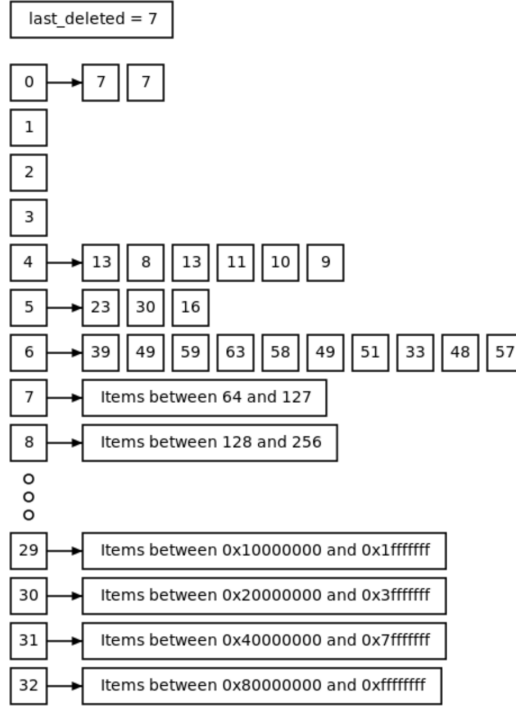 last_deleted = 7
0 7 7
1
2
3
4 13 8 13 11 10 9
5 23 30 16
6 39 49 59 63 58 49 51 33 48 57
7 Items between 64 and 127
8 Items between 128 and 256
29 Items between 0x10000000 and 0x1fffffff
30 Items between 0x20000000 and 0x3fffffff
31 Items between 0x40000000 and 0x7fffffff
32 Items between 0x80000000 and 0xffffffff